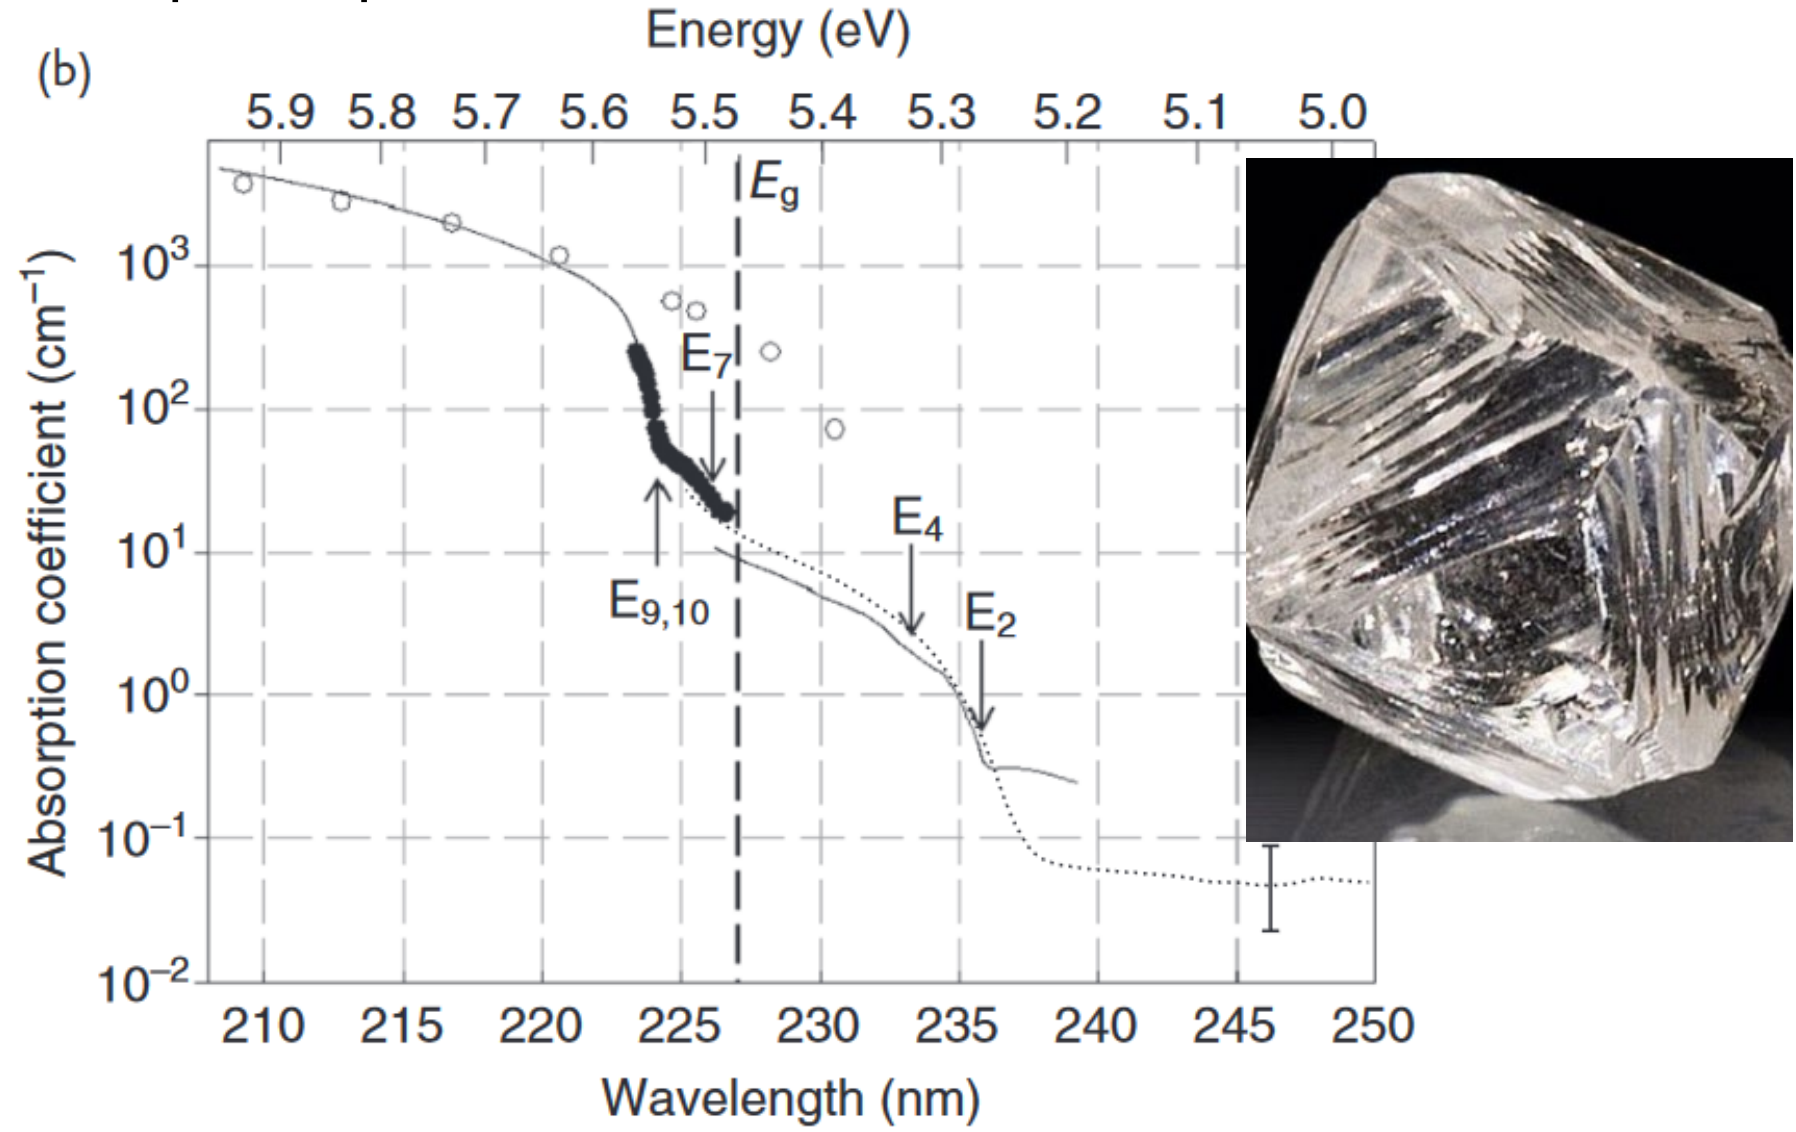 Energy (eV)
(b)
5.9 5.8 5.7 5.6 5.5 5.4 5.3 5.2 5.1 5.0
E_g
10³
E₇
10²
E₄
10¹
E₉,₁₀
E₂
10⁰
10⁻¹
10⁻²
Absorption coefficient (cm⁻¹)
210 215 220 225 230 235 240 245 250
Wavelength (nm)